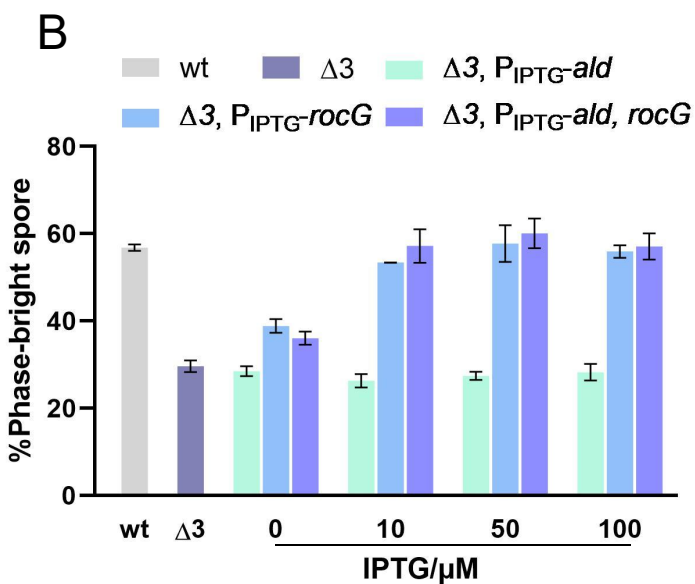 B
wt Δ3 Δ3, PIPTG-ald
Δ3, PIPTG-rocG Δ3, PIPTG-ald, rocG
%Phase-bright spore
80
60
40
20
0
wt Δ3 0 10 50 100
IPTG/μM